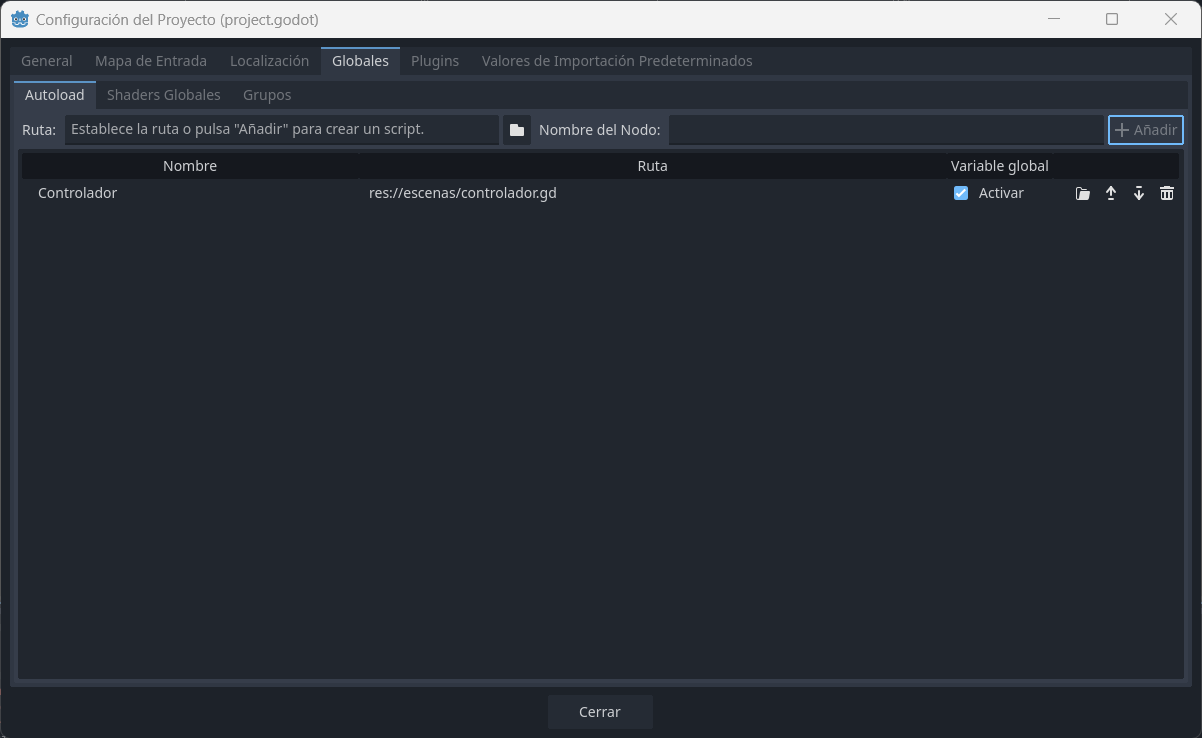 Configuración del Proyecto (project.godot)
General Mapa de Entrada Localización Globales Plugins Valores de Importación Predeterminados
Autoload Shaders Globales Grupos
Ruta: Establece la ruta o pulsa "Añadir" para crear un script. Nombre del Nodo: Añadir
Nombre Ruta Variable global
Controlador res://escenas/controlador.gd Activar
Cerrar